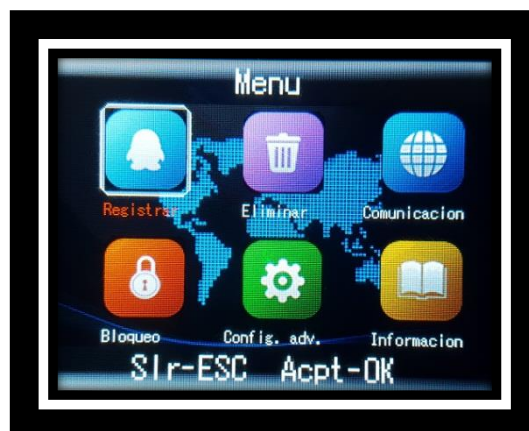 Menu
Registrar Eliminar Comunicacion
Bloqueo Config. adv. Informacion
Slr-ESC Acpt-OK